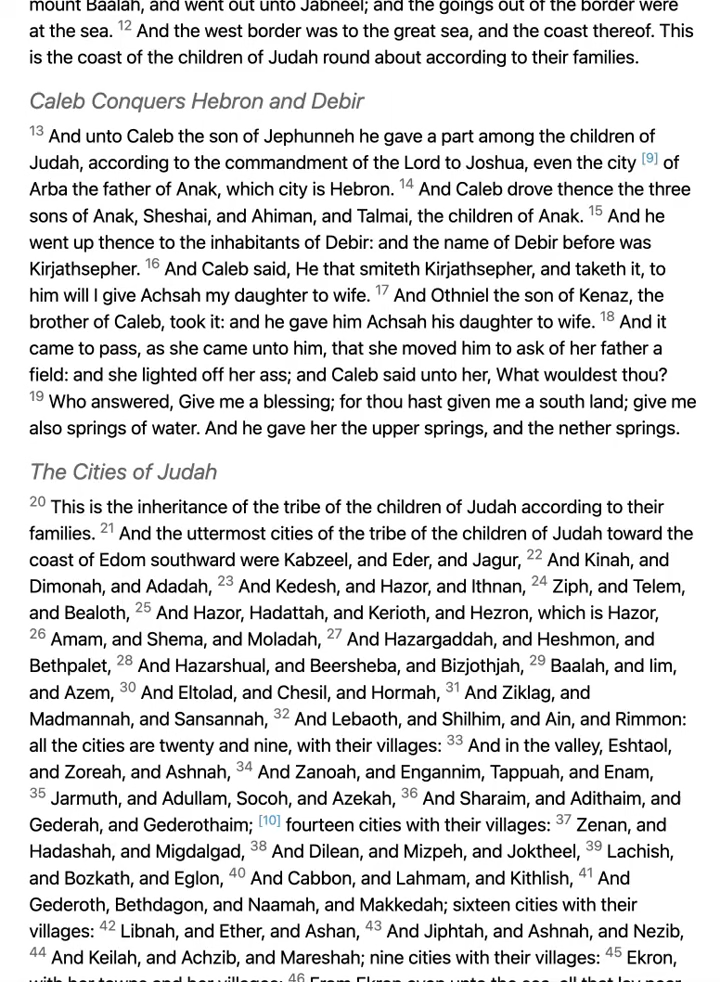 mount Baalah, and went out unto Jabneel; and the goings out of the border were
at the sea. 12 And the west border was to the great sea, and the coast thereof. This
is the coast of the children of Judah round about according to their families.
Caleb Conquers Hebron and Debir
13 And unto Caleb the son of Jephunneh he gave a part among the children of
Judah, according to the commandment of the Lord to Joshua, even the city [9] of
Arba the father of Anak, which city is Hebron. 14 And Caleb drove thence the three
sons of Anak, Sheshai, and Ahiman, and Talmai, the children of Anak. 15 And he
went up thence to the inhabitants of Debir: and the name of Debir before was
Kirjathsepher. 16 And Caleb said, He that smiteth Kirjathsepher, and taketh it, to
him will I give Achsah my daughter to wife. 17 And Othniel the son of Kenaz, the
brother of Caleb, took it: and he gave him Achsah his daughter to wife. 18 And it
came to pass, as she came unto him, that she moved him to ask of her father a
field: and she lighted off her ass; and Caleb said unto her, What wouldest thou?
19 Who answered, Give me a blessing; for thou hast given me a south land; give me
also springs of water. And he gave her the upper springs, and the nether springs.
The Cities of Judah
20 This is the inheritance of the tribe of the children of Judah according to their
families. 21 And the uttermost cities of the tribe of the children of Judah toward the
coast of Edom southward were Kabzeel, and Eder, and Jagur, 22 And Kinah, and
Dimonah, and Adadah, 23 And Kedesh, and Hazor, and Ithnan, 24 Ziph, and Telem,
and Bealoth, 25 And Hazor, Hadattah, and Kerioth, and Hezron, which is Hazor,
26 Amam, and Shema, and Moladah, 27 And Hazargaddah, and Heshmon, and
Bethpalet, 28 And Hazarshual, and Beersheba, and Bizjothjah, 29 Baalah, and Iim,
and Azem, 30 And Eltolad, and Chesil, and Hormah, 31 And Ziklag, and
Madmannah, and Sansannah, 32 And Lebaoth, and Shilhim, and Ain, and Rimmon:
all the cities are twenty and nine, with their villages: 33 And in the valley, Eshtaol,
and Zoreah, and Ashnah, 34 And Zanoah, and Engannim, Tappuah, and Enam,
35 Jarmuth, and Adullam, Socoh, and Azekah, 36 And Sharaim, and Adithaim, and
Gederah, and Gederothaim; [10] fourteen cities with their villages: 37 Zenan, and
Hadashah, and Migdalgad, 38 And Dilean, and Mizpeh, and Joktheel, 39 Lachish,
and Bozkath, and Eglon, 40 And Cabbon, and Lahmam, and Kithlish, 41 And
Gederoth, Bethdagon, and Naamah, and Makkedah; sixteen cities with their
villages: 42 Libnah, and Ether, and Ashan, 43 And Jiphtah, and Ashnah, and Nezib,
44 And Keilah, and Achzib, and Mareshah; nine cities with their villages: 45 Ekron,
with her towns and her villages: 46 From Ekron even unto the sea, all that lay near